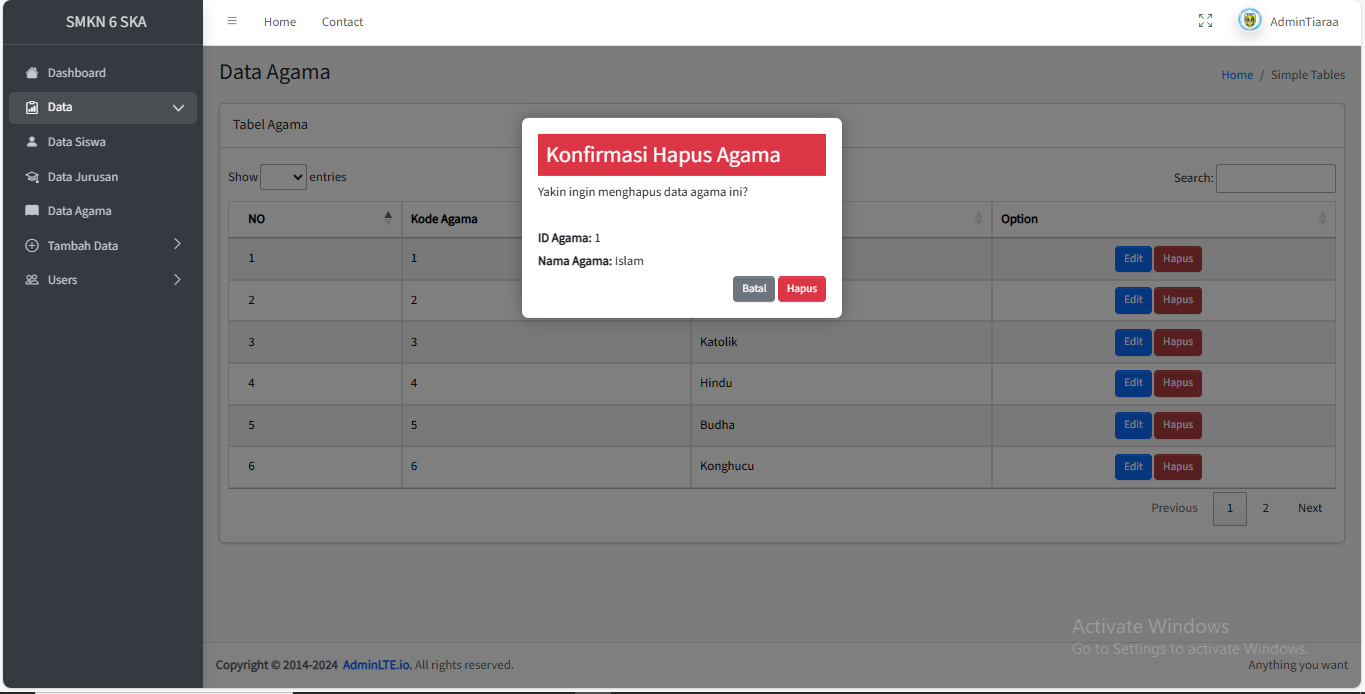 SMKN 6 SKA
Home Contact AdminTiaraa
Dashboard
Data
Data Siswa
Data Jurusan
Data Agama
Tambah Data
Users
Data Agama
Home / Simple Tables
Tabel Agama
Show entries
Search:
NO Kode Agama Option
1 1 Edit Hapus
2 2 Edit Hapus
3 3 Katolik Edit Hapus
4 4 Hindu Edit Hapus
5 5 Budha Edit Hapus
6 6 Konghucu Edit Hapus
Previous 1 2 Next
Konfirmasi Hapus Agama
Yakin ingin menghapus data agama ini?
ID Agama: 1
Nama Agama: Islam
Batal Hapus
Activate Windows
Go to Settings to activate Windows.
Copyright © 2014-2024 AdminLTE.io. All rights reserved.
Anything you want